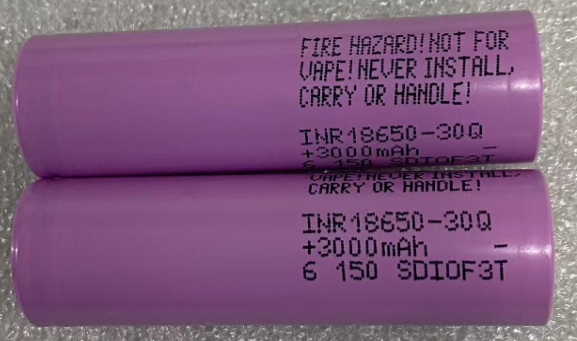 FIRE HAZARD! NOT FOR
VAPE! NEVER INSTALL,
CARRY OR HANDLE!
INR18650-30Q
+3000mAh -
6 150 SDIOF3T
VAPE! NEVER INSTALL,
CARRY OR HANDLE!
INR18650-30Q
+3000mAh -
6 150 SDIOF3T